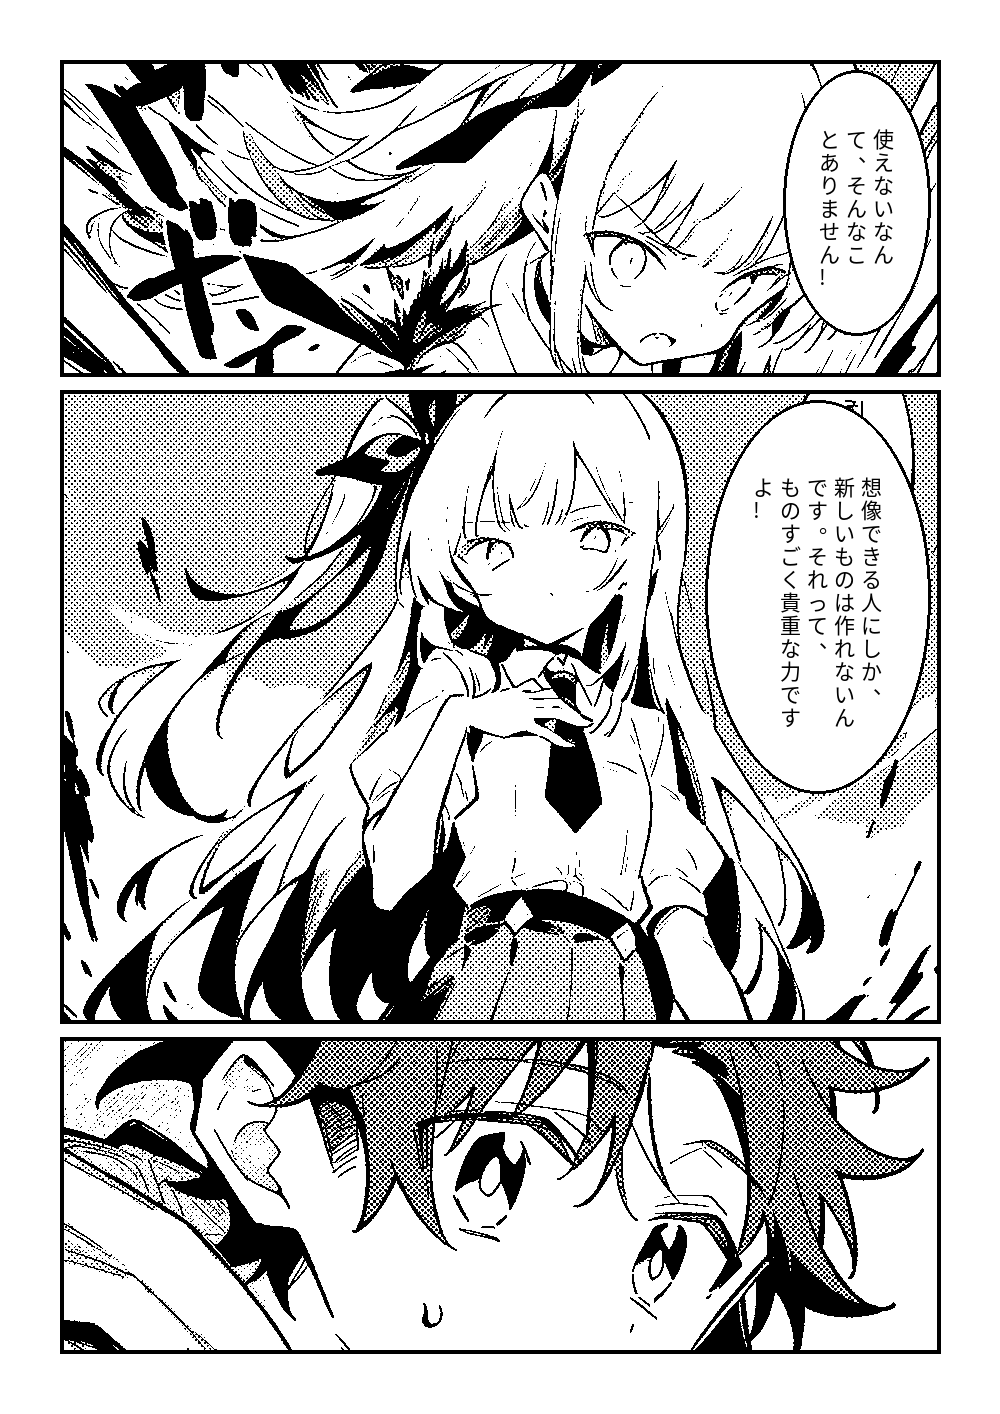 使えないなん
て、そんなこ
とありません！
想像できる人にしか、
新しいものは作れないん
です。それって、
ものすごく貴重な力です
よ！